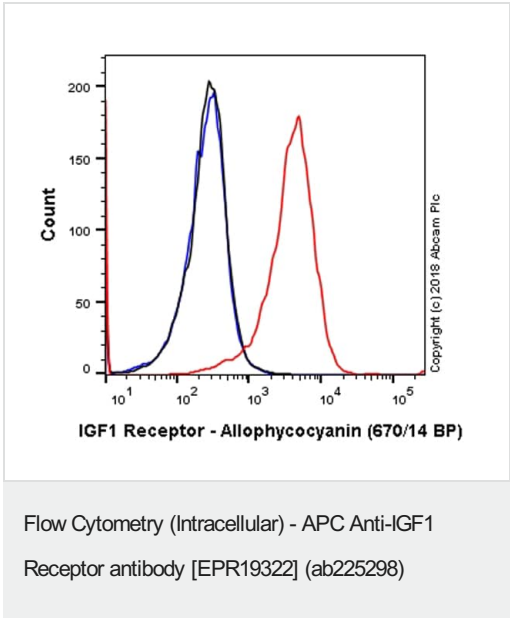 200
150
100
50
0
Count
10¹ 10² 10³ 10⁴ 10⁵
IGF1 Receptor - Allophycocyanin (670/14 BP)
Copyright (c) 2018 Abcam Plc
Flow Cytometry (Intracellular) - APC Anti-IGF1
Receptor antibody [EPR19322] (ab225298)